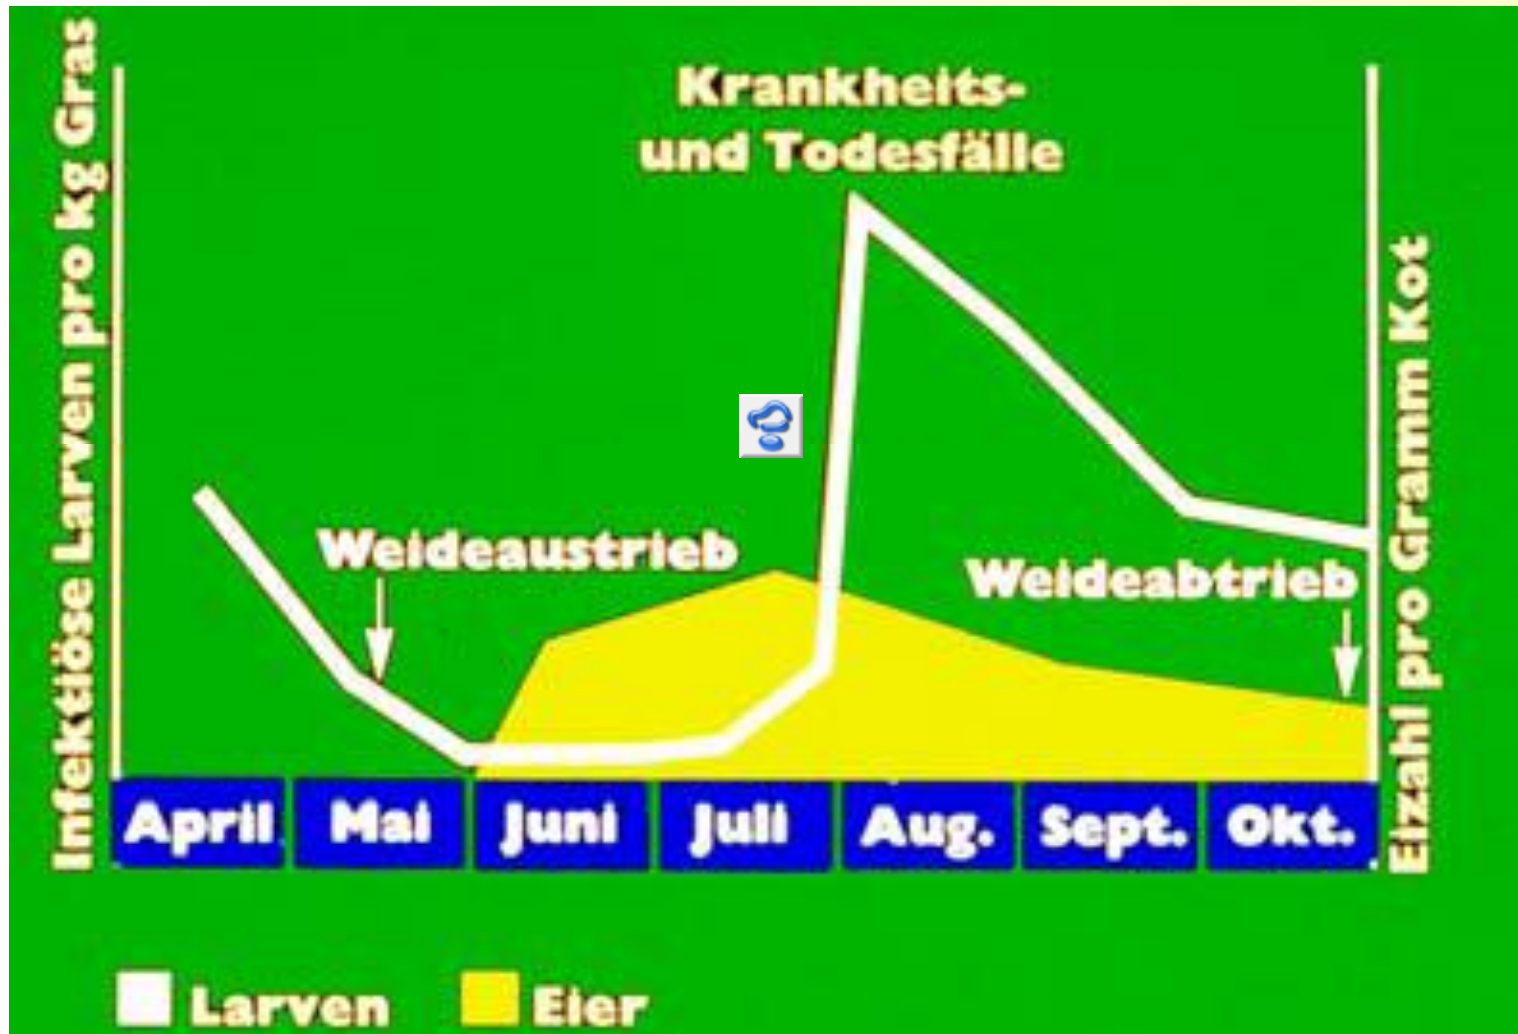 Infektiöse Larven pro kg Gras
Krankheits-
und Todesfälle
Weideaustrieb
Weideabtrieb
Eizahl pro Gramm Kot
April Mai Juni Juli Aug. Sept. Okt.
Larven Eier